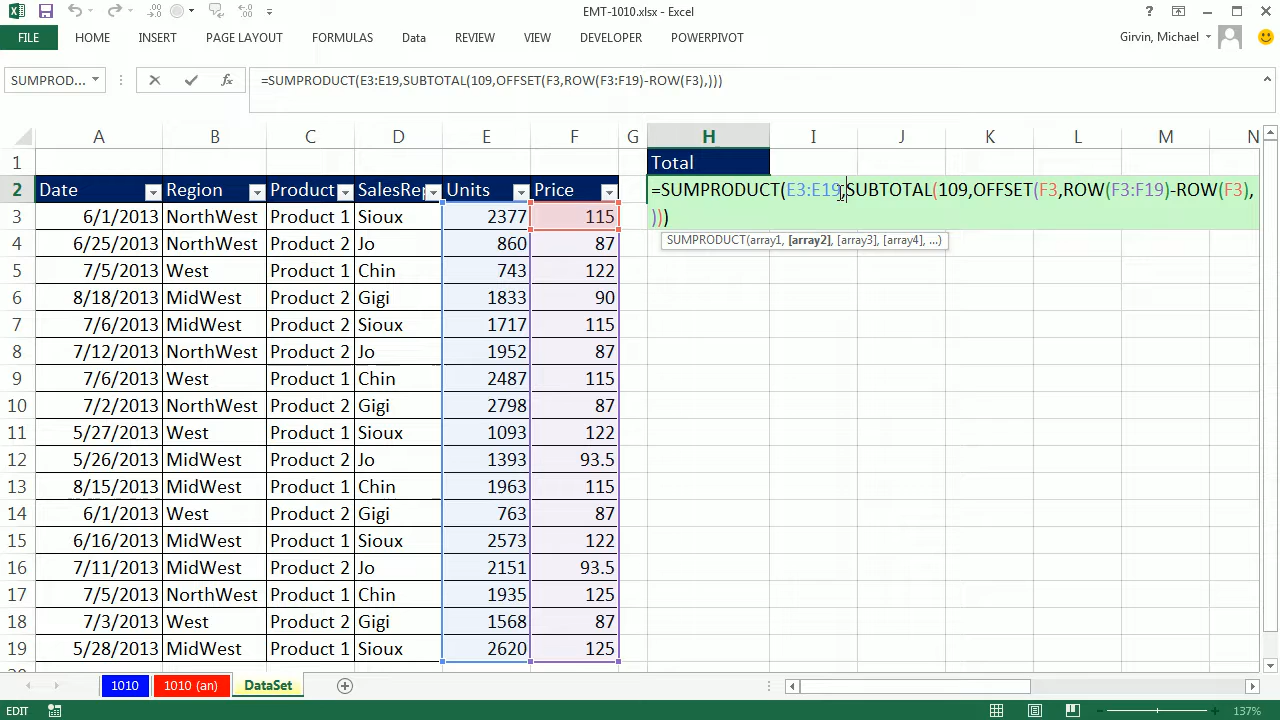 EMT-1010.xlsx - Excel
FILE HOME INSERT PAGE LAYOUT FORMULAS Data REVIEW VIEW DEVELOPER POWERPIVOT Girvin, Michael
SUMPROD... fx =SUMPRODUCT(E3:E19,SUBTOTAL(109,OFFSET(F3,ROW(F3:F19)-ROW(F3),)))
A B C D E F G H I J K L M N
1 Total
2 Date Region Product SalesRep Units Price =SUMPRODUCT(E3:E19,SUBTOTAL(109,OFFSET(F3,ROW(F3:F19)-ROW(F3),
3 6/1/2013 NorthWest Product 1 Sioux 2377 115 )))
SUMPRODUCT(array1, [array2], [array3], [array4], ...)
4 6/25/2013 NorthWest Product 2 Jo 860 87
5 7/5/2013 West Product 1 Chin 743 122
6 8/18/2013 MidWest Product 2 Gigi 1833 90
7 7/6/2013 MidWest Product 2 Sioux 1717 115
8 7/12/2013 NorthWest Product 2 Jo 1952 87
9 7/6/2013 West Product 1 Chin 2487 115
10 7/2/2013 NorthWest Product 2 Gigi 2798 87
11 5/27/2013 West Product 1 Sioux 1093 122
12 5/26/2013 MidWest Product 2 Jo 1393 93.5
13 8/15/2013 MidWest Product 1 Chin 1963 115
14 6/1/2013 West Product 2 Gigi 763 87
15 6/16/2013 MidWest Product 1 Sioux 2573 122
16 7/11/2013 MidWest Product 2 Jo 2151 93.5
17 7/5/2013 NorthWest Product 1 Chin 1935 125
18 7/3/2013 West Product 2 Gigi 1568 87
19 5/28/2013 MidWest Product 1 Sioux 2620 125
1010 1010 (an) DataSet
EDIT 137%